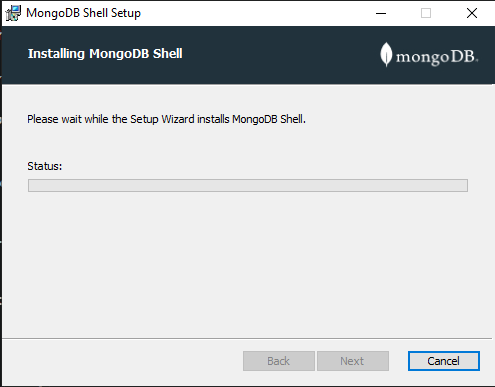 MongoDB Shell Setup
Installing MongoDB Shell
mongoDB.
Please wait while the Setup Wizard installs MongoDB Shell.
Status:
Back
Next
Cancel